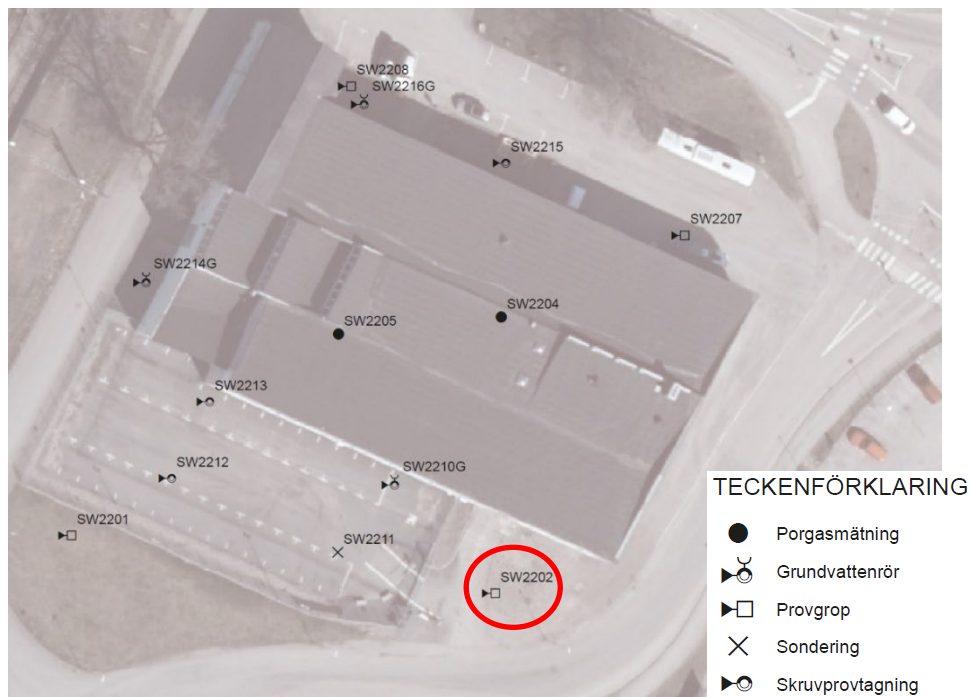 SW2208
SW2216G
SW2215
SW2207
SW2214G
SW2204
SW2205
SW2213
SW2212
SW2210G
SW2201
SW2211
SW2202
TECKENFÖRKLARING
Porgasmätning
Grundvattenrör
Provgrop
Sondering
Skruvprovtagning